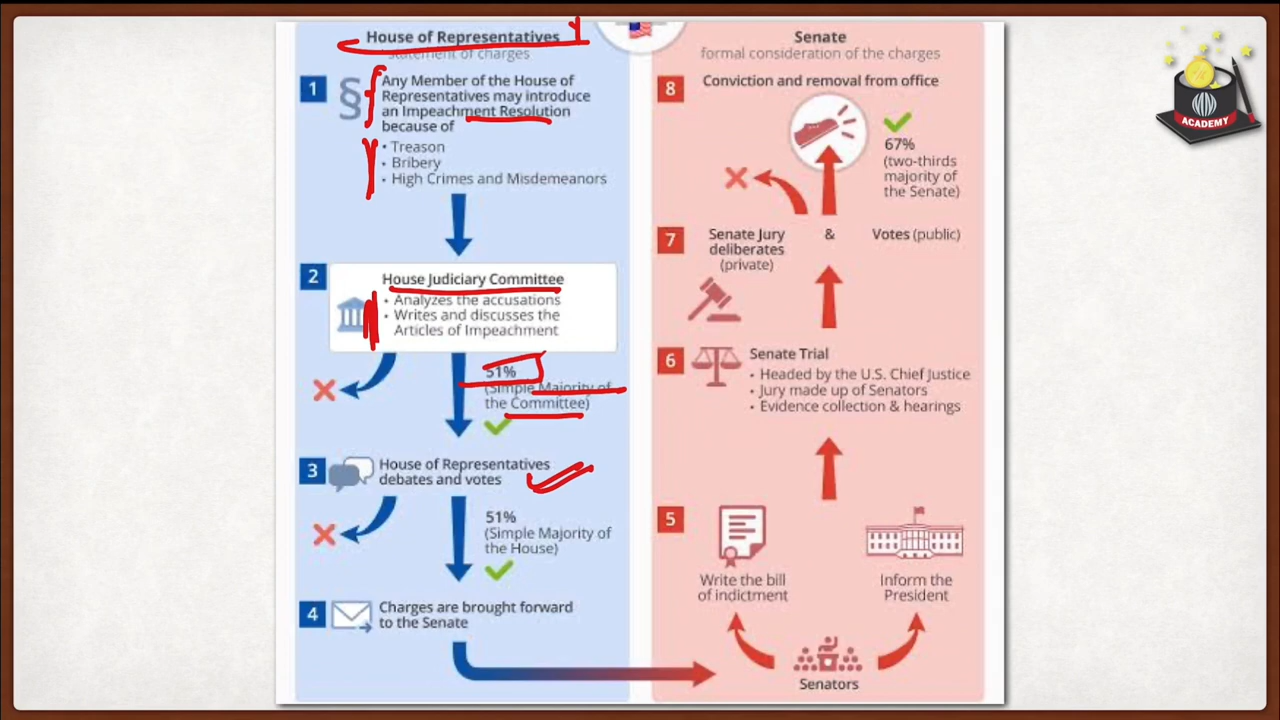 House of Representatives
statement of charges
1
Any Member of the House of
Representatives may introduce
an Impeachment Resolution
because of
• Treason
• Bribery
• High Crimes and Misdemeanors
2
House Judiciary Committee
• Analyzes the accusations
• Writes and discusses the
Articles of Impeachment
51%
(Simple Majority of
the Committee)
3
House of Representatives
debates and votes
51%
(Simple Majority of
the House)
4
Charges are brought forward
to the Senate
Senate
formal consideration of the charges
8
Conviction and removal from office
67%
(two-thirds
majority of
the Senate)
7
Senate Jury
deliberates
(private)
&
Votes (public)
6
Senate Trial
• Headed by the U.S. Chief Justice
• Jury made up of Senators
• Evidence collection & hearings
5
Write the bill
of indictment
Inform the
President
Senators
ACADEMY